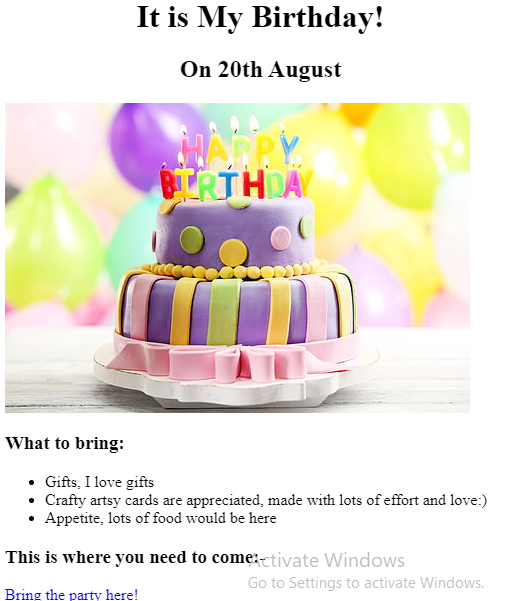 It is My Birthday!
On 20th August
HAPPY
BIRTHDAY
What to bring:
Gifts, I love gifts
Crafty artsy cards are appreciated, made with lots of effort and love:)
Appetite, lots of food would be here
This is where you need to come:-
Activate Windows
Go to Settings to activate Windows.
Bring the party here!